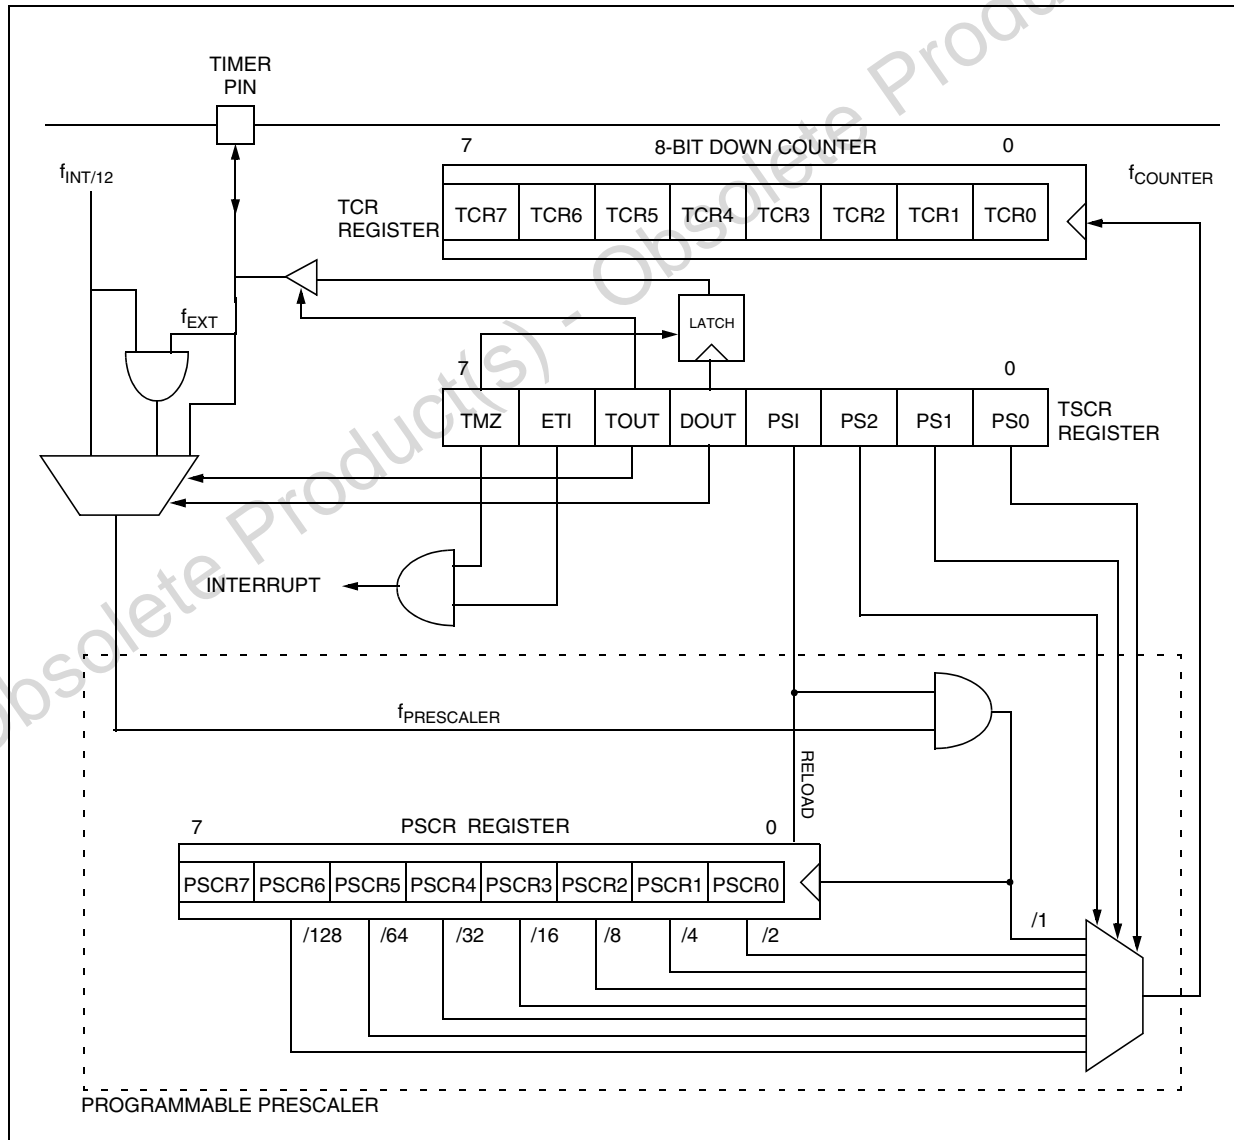 TIMER
PIN
7 8-BIT DOWN COUNTER 0
fINT/12
fCOUNTER
TCR
REGISTER
TCR7 TCR6 TCR5 TCR4 TCR3 TCR2 TCR1 TCR0
fEXT
LATCH
7 0
TMZ ETI TOUT DOUT PSI PS2 PS1 PS0
TSCR
REGISTER
INTERRUPT
fPRESCALER
RELOAD
7 PSCR REGISTER 0
PSCR7 PSCR6 PSCR5 PSCR4 PSCR3 PSCR2 PSCR1 PSCR0
/128 /64 /32 /16 /8 /4 /2 /1
PROGRAMMABLE PRESCALER
Obsolete Product(s) - Obsolete Produ